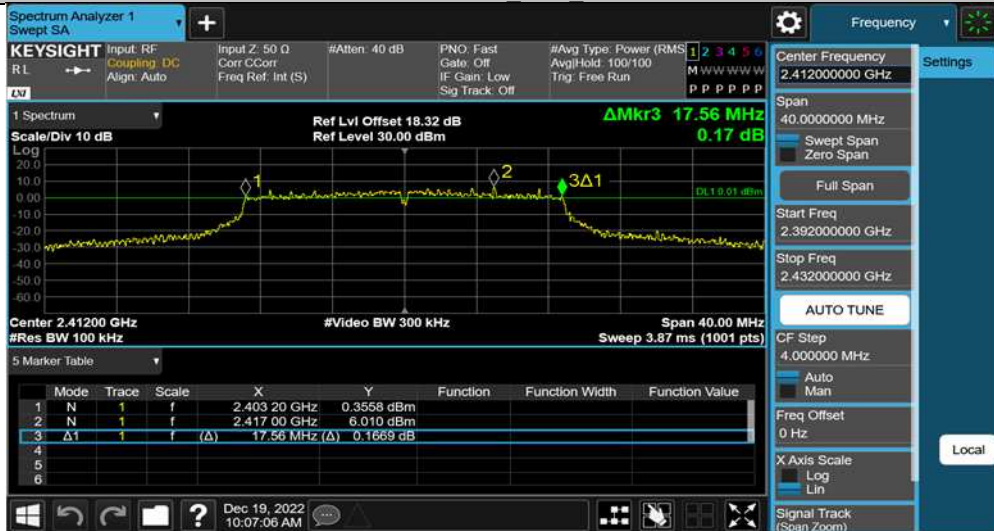 Spectrum Analyzer 1
Swept SA
Frequency
KEYSIGHT
RL
LXI
Input: RF
Coupling: DC
Align: Auto
Input Z: 50 Ω
Corr CCorr
Freq Ref: Int (S)
#Atten: 40 dB
PNO: Fast
Gate: Off
IF Gain: Low
Sig Track: Off
#Avg Type: Power (RMS
Avg|Hold: 100/100
Trig: Free Run
1 2 3 4 5 6
M W W W W W
P P P P P P
1 Spectrum
Scale/Div 10 dB
Ref Lvl Offset 18.32 dB
Ref Level 30.00 dBm
ΔMkr3 17.56 MHz
0.17 dB
Log
20.0
10.0
0.00
-10.0
-20.0
-30.0
-40.0
-50.0
-60.0
1
2
3Δ1
DL1 0.01 dBm
Center 2.41200 GHz
#Video BW 300 kHz
Span 40.00 MHz
#Res BW 100 kHz
Sweep 3.87 ms (1001 pts)
5 Marker Table
Mode Trace Scale X Y Function Function Width Function Value
1 N 1 f 2.403 20 GHz 0.3558 dBm
2 N 1 f 2.417 00 GHz 6.010 dBm
3 Δ1 1 f (Δ) 17.56 MHz (Δ) 0.1669 dB
4
5
6
Dec 19, 2022
10:07:06 AM
Center Frequency
2.412000000 GHz
Span
40.0000000 MHz
Swept Span
Zero Span
Full Span
Start Freq
2.392000000 GHz
Stop Freq
2.432000000 GHz
AUTO TUNE
CF Step
4.000000 MHz
Auto
Man
Freq Offset
0 Hz
X Axis Scale
Log
Lin
Signal Track
(Span Zoom)
Settings
Local